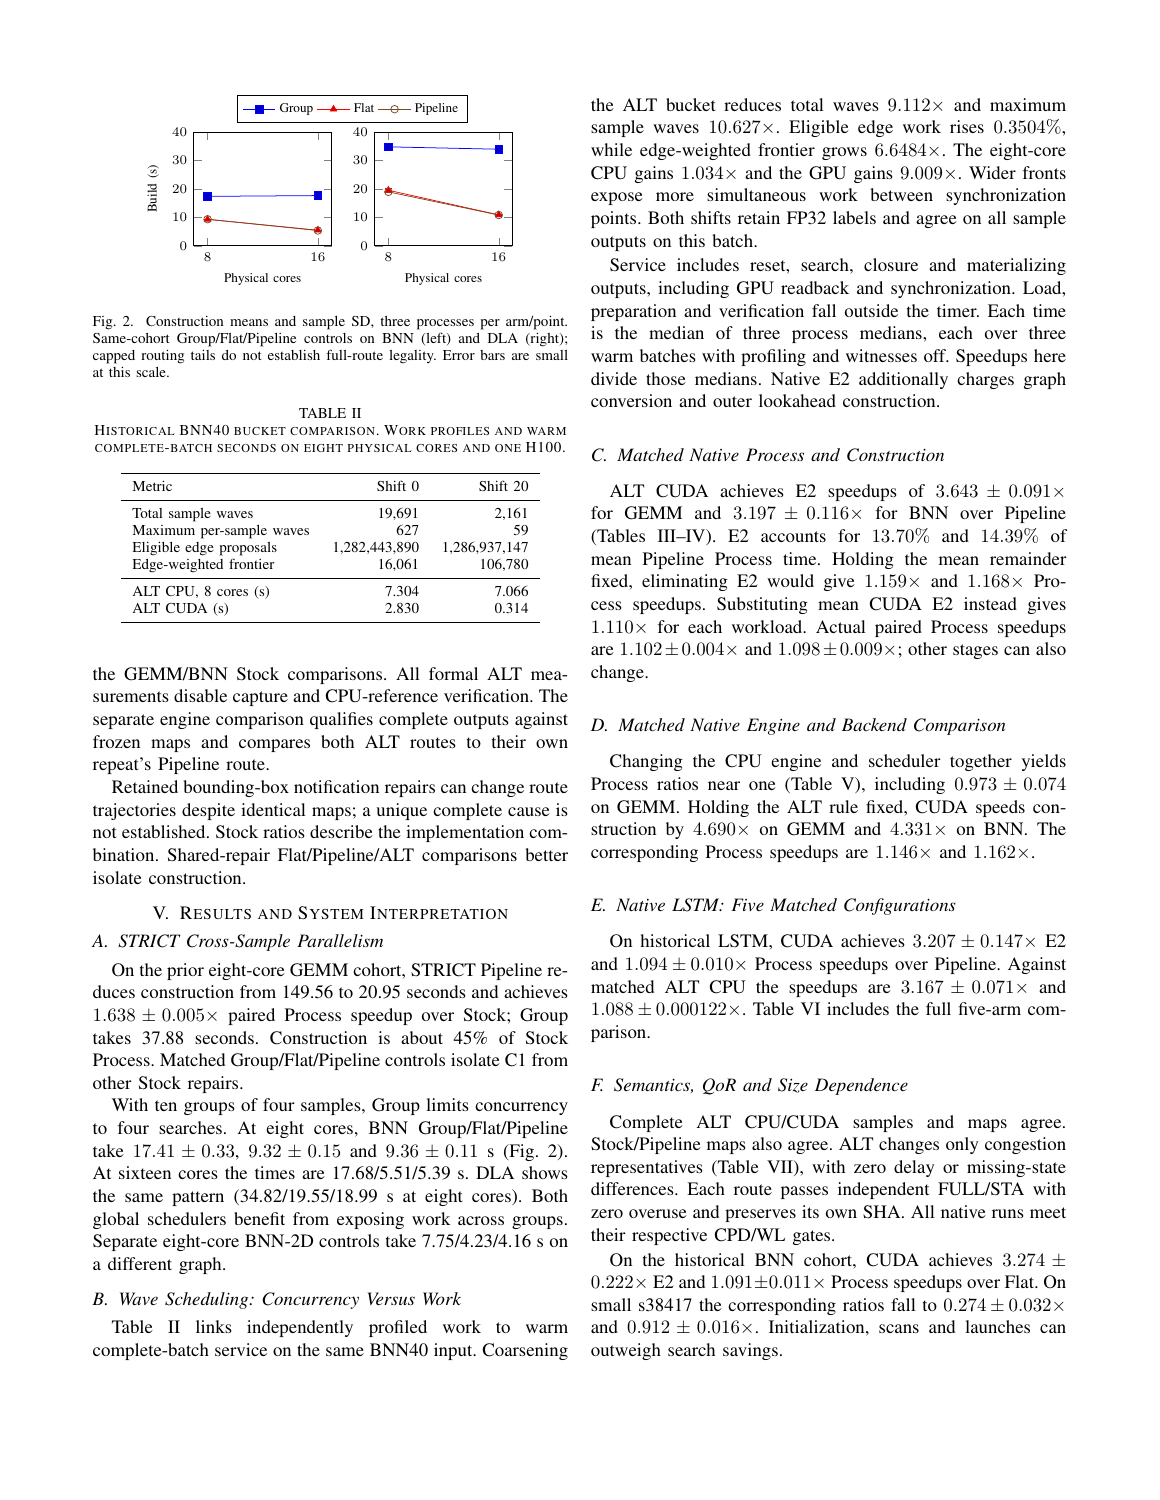 Group Flat Pipeline
40
30
20
10
0
8 16
Build (s)
Physical cores
40
30
20
10
0
8 16
Physical cores
Fig. 2. Construction means and sample SD, three processes per arm/point.
Same-cohort Group/Flat/Pipeline controls on BNN (left) and DLA (right);
capped routing tails do not establish full-route legality. Error bars are small
at this scale.
TABLE II
HISTORICAL BNN40 BUCKET COMPARISON. WORK PROFILES AND WARM
COMPLETE-BATCH SECONDS ON EIGHT PHYSICAL CORES AND ONE H100.
Metric Shift 0 Shift 20
Total sample waves 19,691 2,161
Maximum per-sample waves 627 59
Eligible edge proposals 1,282,443,890 1,286,937,147
Edge-weighted frontier 16,061 106,780
ALT CPU, 8 cores (s) 7.304 7.066
ALT CUDA (s) 2.830 0.314
the GEMM/BNN Stock comparisons. All formal ALT mea-
surements disable capture and CPU-reference verification. The
separate engine comparison qualifies complete outputs against
frozen maps and compares both ALT routes to their own
repeat's Pipeline route.
Retained bounding-box notification repairs can change route
trajectories despite identical maps; a unique complete cause is
not established. Stock ratios describe the implementation com-
bination. Shared-repair Flat/Pipeline/ALT comparisons better
isolate construction.
V. RESULTS AND SYSTEM INTERPRETATION
A. STRICT Cross-Sample Parallelism
On the prior eight-core GEMM cohort, STRICT Pipeline re-
duces construction from 149.56 to 20.95 seconds and achieves
1.638 ± 0.005× paired Process speedup over Stock; Group
takes 37.88 seconds. Construction is about 45% of Stock
Process. Matched Group/Flat/Pipeline controls isolate C1 from
other Stock repairs.
With ten groups of four samples, Group limits concurrency
to four searches. At eight cores, BNN Group/Flat/Pipeline
take 17.41 ± 0.33, 9.32 ± 0.15 and 9.36 ± 0.11 s (Fig. 2).
At sixteen cores the times are 17.68/5.51/5.39 s. DLA shows
the same pattern (34.82/19.55/18.99 s at eight cores). Both
global schedulers benefit from exposing work across groups.
Separate eight-core BNN-2D controls take 7.75/4.23/4.16 s on
a different graph.
B. Wave Scheduling: Concurrency Versus Work
Table II links independently profiled work to warm
complete-batch service on the same BNN40 input. Coarsening
the ALT bucket reduces total waves 9.112× and maximum
sample waves 10.627×. Eligible edge work rises 0.3504%,
while edge-weighted frontier grows 6.6484×. The eight-core
CPU gains 1.034× and the GPU gains 9.009×. Wider fronts
expose more simultaneous work between synchronization
points. Both shifts retain FP32 labels and agree on all sample
outputs on this batch.
Service includes reset, search, closure and materializing
outputs, including GPU readback and synchronization. Load,
preparation and verification fall outside the timer. Each time
is the median of three process medians, each over three
warm batches with profiling and witnesses off. Speedups here
divide those medians. Native E2 additionally charges graph
conversion and outer lookahead construction.
C. Matched Native Process and Construction
ALT CUDA achieves E2 speedups of 3.643 ± 0.091×
for GEMM and 3.197 ± 0.116× for BNN over Pipeline
(Tables III–IV). E2 accounts for 13.70% and 14.39% of
mean Pipeline Process time. Holding the mean remainder
fixed, eliminating E2 would give 1.159× and 1.168× Pro-
cess speedups. Substituting mean CUDA E2 instead gives
1.110× for each workload. Actual paired Process speedups
are 1.102±0.004× and 1.098±0.009×; other stages can also
change.
D. Matched Native Engine and Backend Comparison
Changing the CPU engine and scheduler together yields
Process ratios near one (Table V), including 0.973 ± 0.074
on GEMM. Holding the ALT rule fixed, CUDA speeds con-
struction by 4.690× on GEMM and 4.331× on BNN. The
corresponding Process speedups are 1.146× and 1.162×.
E. Native LSTM: Five Matched Configurations
On historical LSTM, CUDA achieves 3.207 ± 0.147× E2
and 1.094 ± 0.010× Process speedups over Pipeline. Against
matched ALT CPU the speedups are 3.167 ± 0.071× and
1.088 ± 0.000122×. Table VI includes the full five-arm com-
parison.
F. Semantics, QoR and Size Dependence
Complete ALT CPU/CUDA samples and maps agree.
Stock/Pipeline maps also agree. ALT changes only congestion
representatives (Table VII), with zero delay or missing-state
differences. Each route passes independent FULL/STA with
zero overuse and preserves its own SHA. All native runs meet
their respective CPD/WL gates.
On the historical BNN cohort, CUDA achieves 3.274 ±
0.222× E2 and 1.091±0.011× Process speedups over Flat. On
small s38417 the corresponding ratios fall to 0.274 ± 0.032×
and 0.912 ± 0.016×. Initialization, scans and launches can
outweigh search savings.